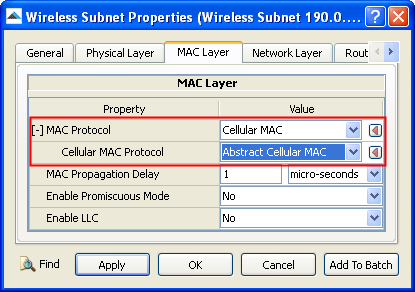 Wireless Subnet Properties (Wireless Subnet 190.0....
General Physical Layer MAC Layer Network Layer Rout
MAC Layer
Property Value
[-] MAC Protocol Cellular MAC
Cellular MAC Protocol Abstract Cellular MAC
MAC Propagation Delay 1 micro-seconds
Enable Promiscuous Mode No
Enable LLC No
Find Apply OK Cancel Add To Batch